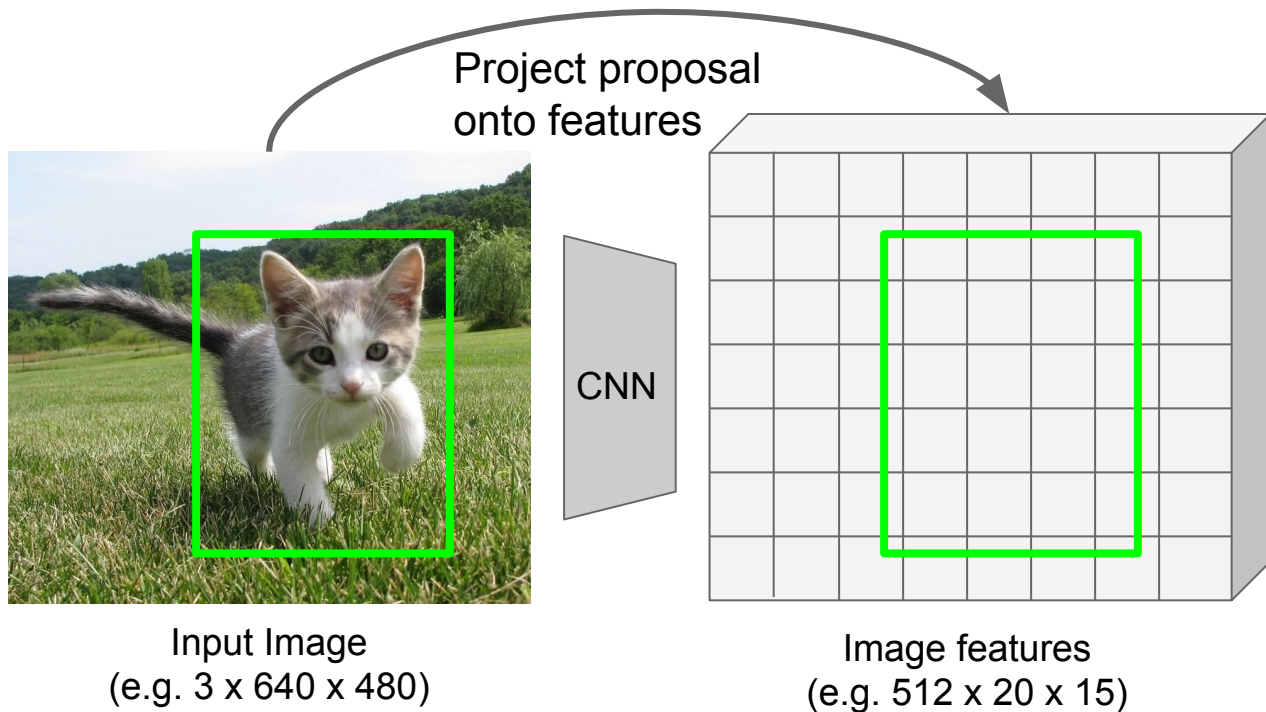 Project proposal
onto features
CNN
Input Image
(e.g. 3 x 640 x 480)
Image features
(e.g. 512 x 20 x 15)